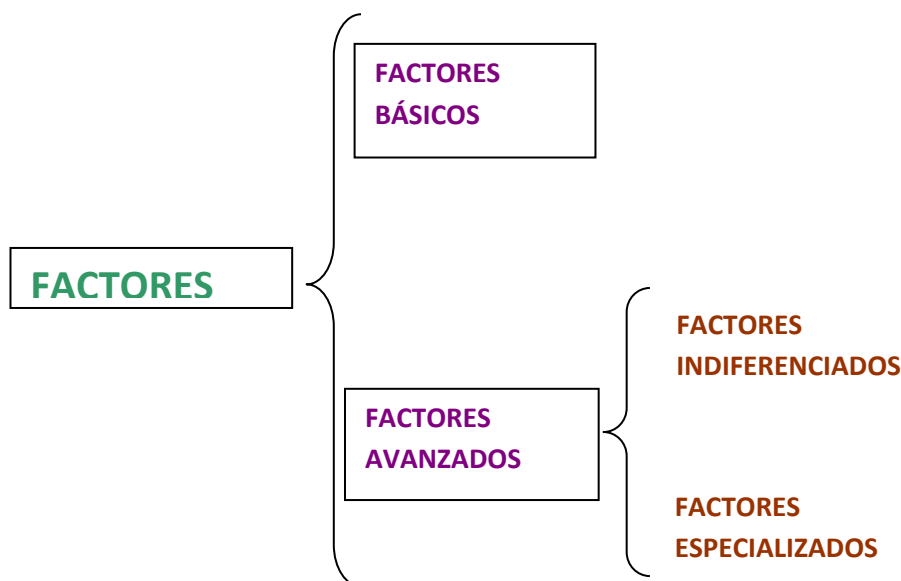 FACTORES
BÁSICOS
FACTORES
FACTORES
INDIFERENCIADOS
FACTORES
AVANZADOS
FACTORES
ESPECIALIZADOS